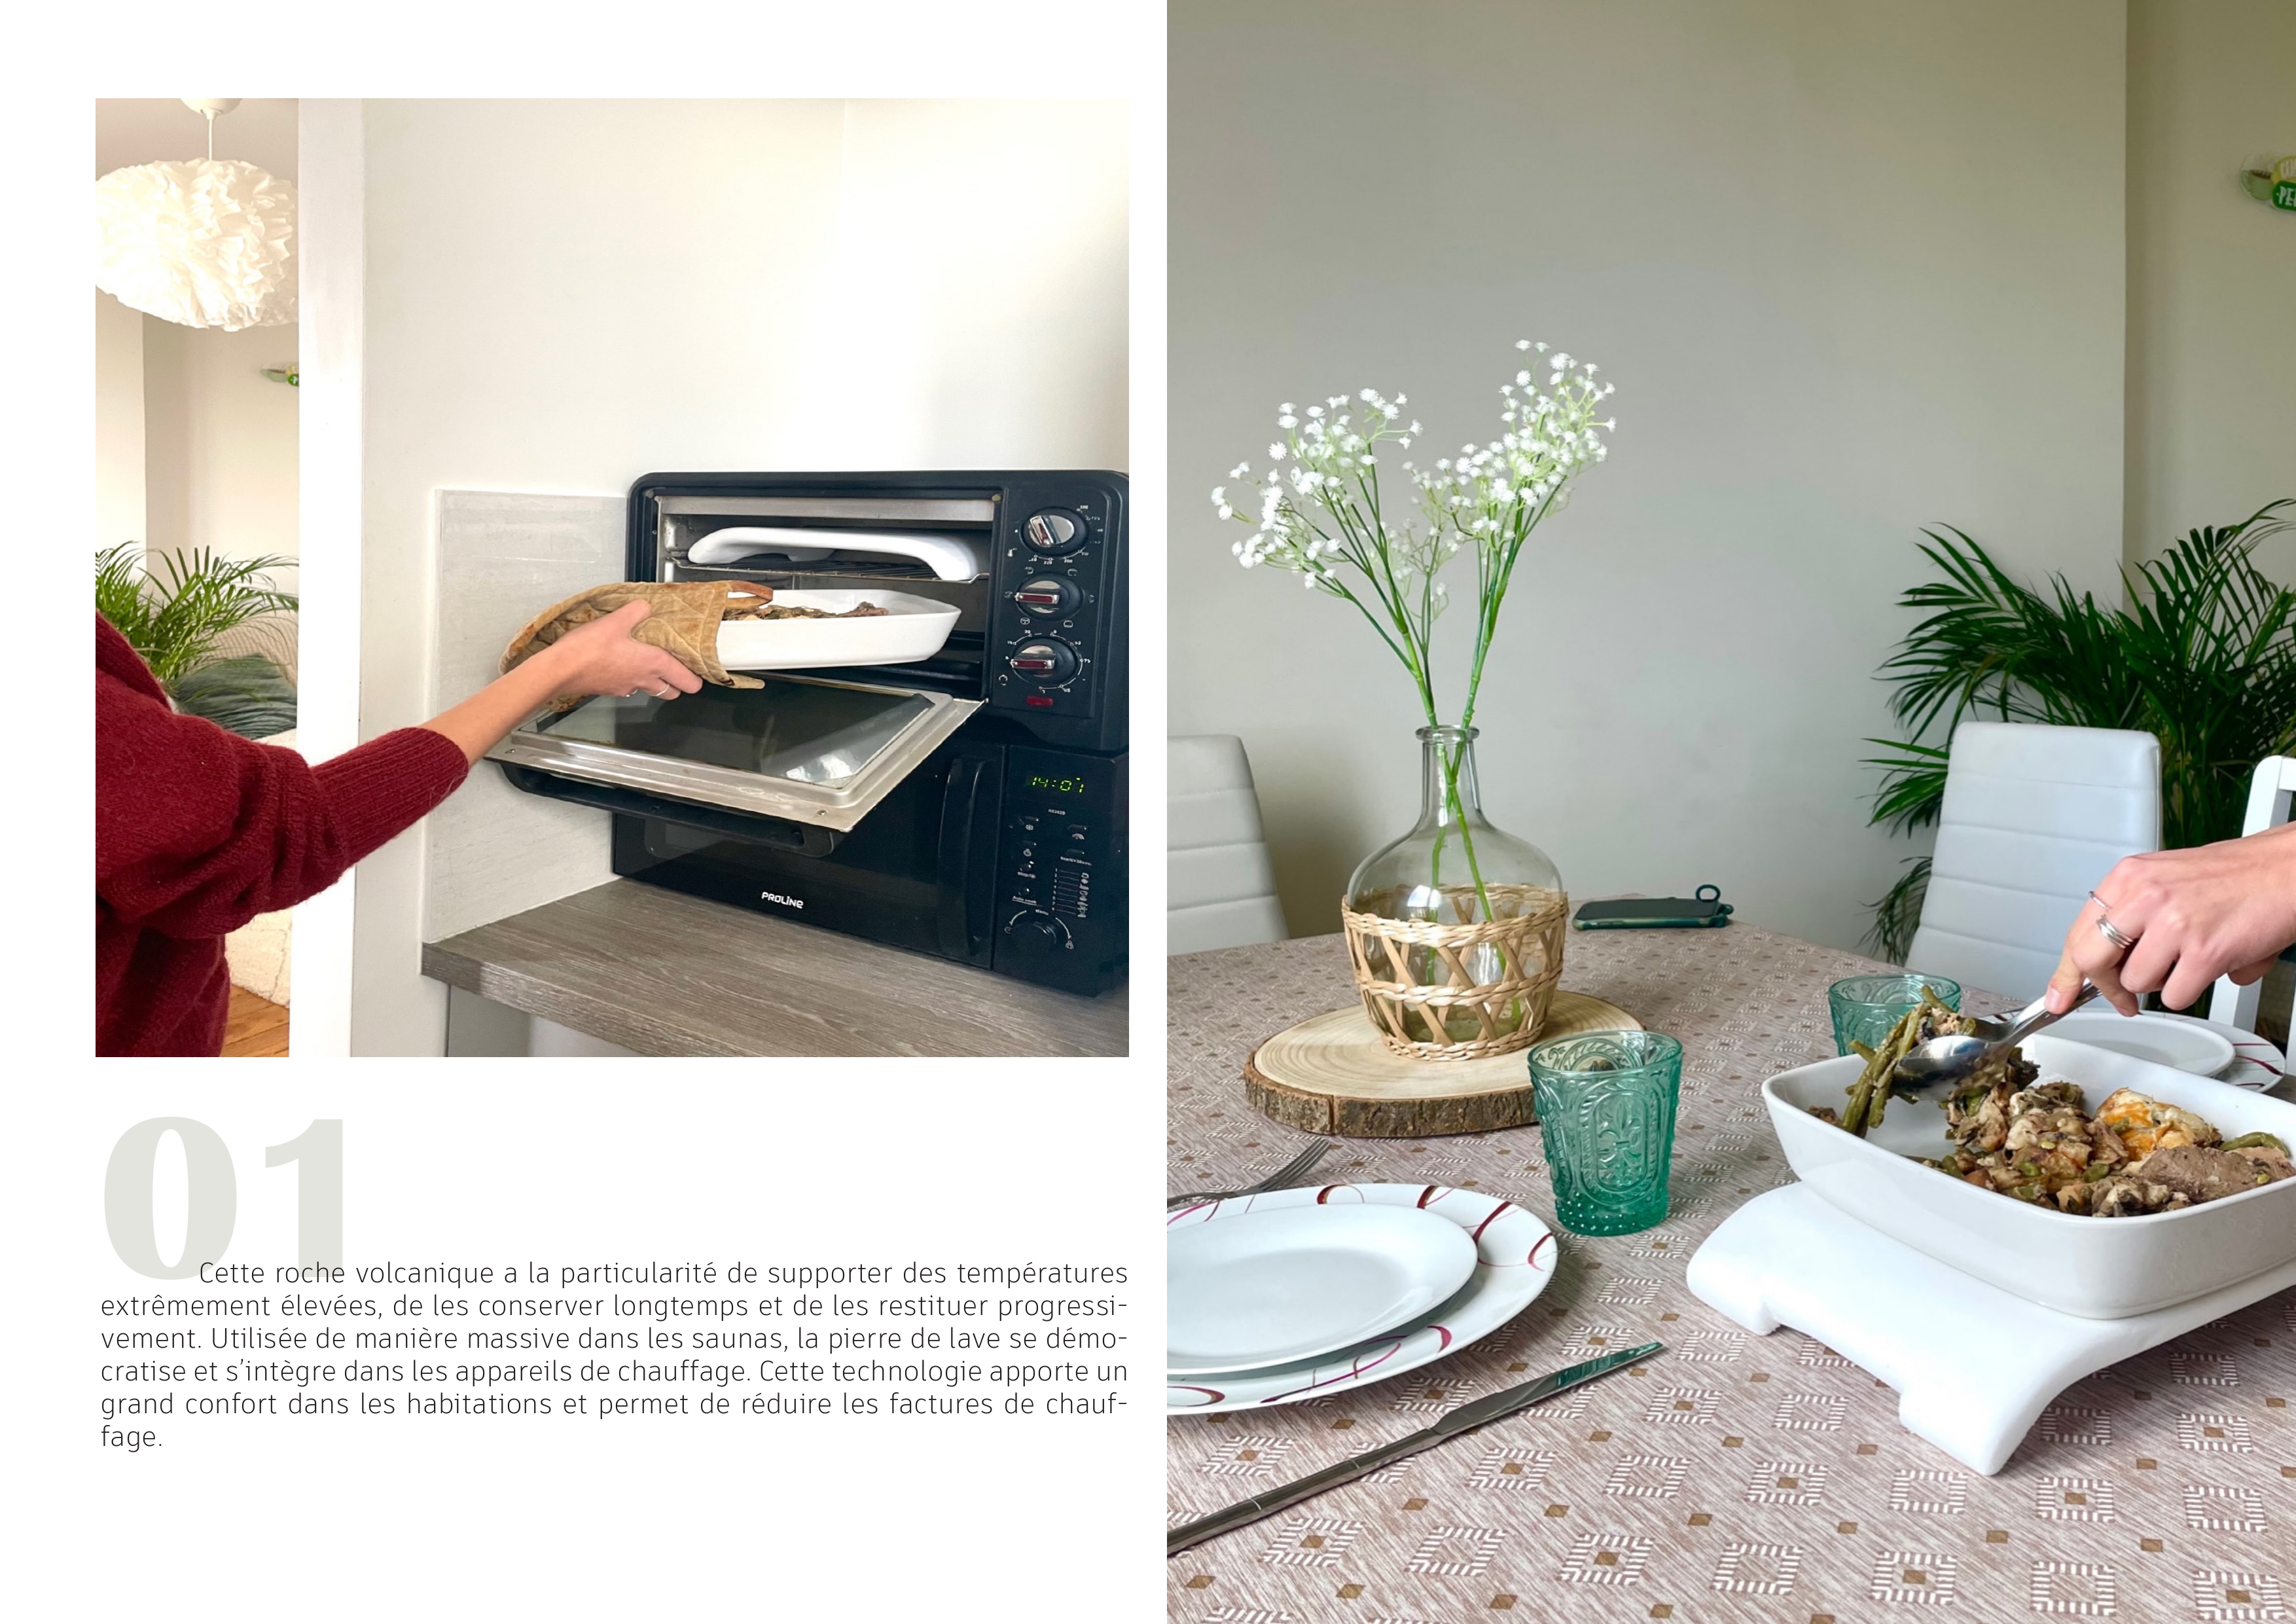 PROLINE
14:07
01
Cette roche volcanique a la particularité de supporter des températures
extrêmement élevées, de les conserver longtemps et de les restituer progressi-
vement. Utilisée de manière massive dans les saunas, la pierre de lave se démo-
cratise et s'intègre dans les appareils de chauffage. Cette technologie apporte un
grand confort dans les habitations et permet de réduire les factures de chauf-
fage.